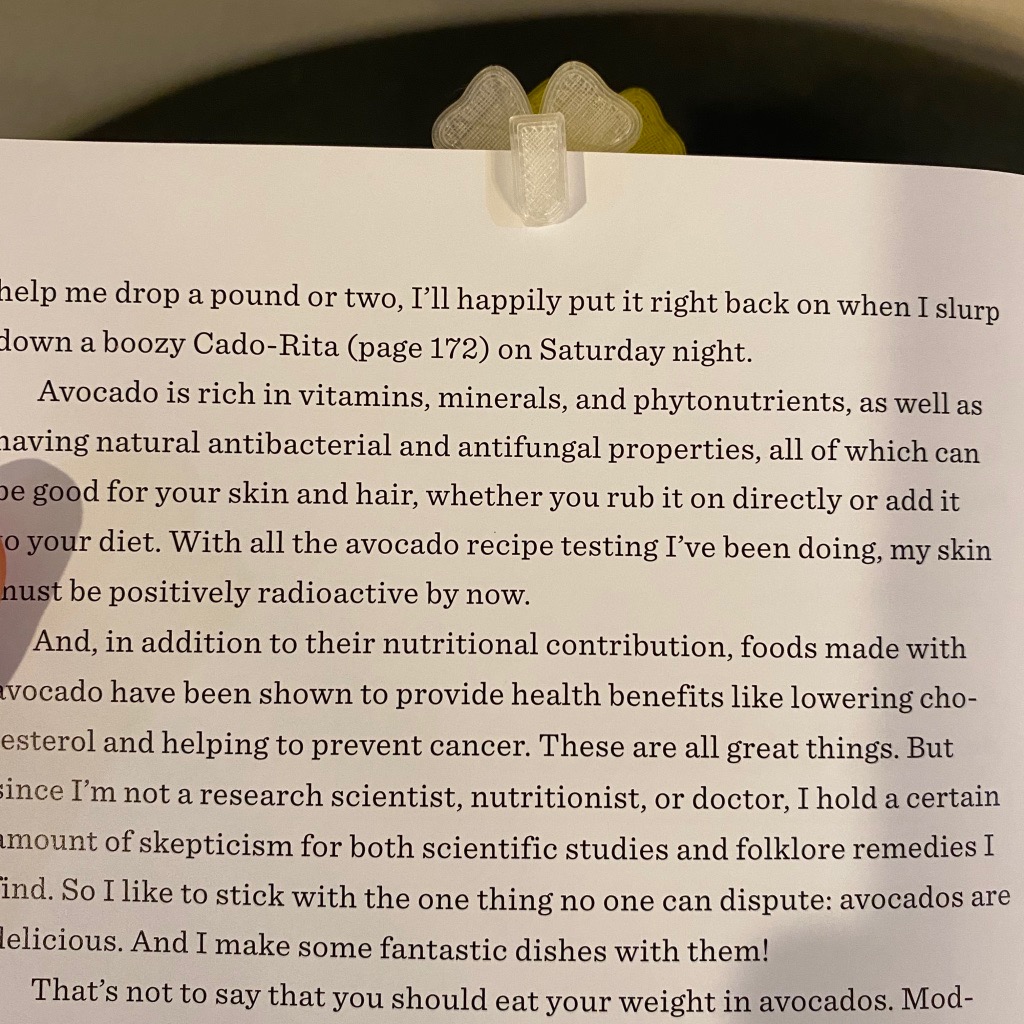 help me drop a pound or two, I'll happily put it right back on when I slurp
down a boozy Cado-Rita (page 172) on Saturday night.
Avocado is rich in vitamins, minerals, and phytonutrients, as well as
having natural antibacterial and antifungal properties, all of which can
be good for your skin and hair, whether you rub it on directly or add it
to your diet. With all the avocado recipe testing I've been doing, my skin
must be positively radioactive by now.
And, in addition to their nutritional contribution, foods made with
avocado have been shown to provide health benefits like lowering cho-
lesterol and helping to prevent cancer. These are all great things. But
since I'm not a research scientist, nutritionist, or doctor, I hold a certain
amount of skepticism for both scientific studies and folklore remedies I
find. So I like to stick with the one thing no one can dispute: avocados are
delicious. And I make some fantastic dishes with them!
That's not to say that you should eat your weight in avocados. Mod-